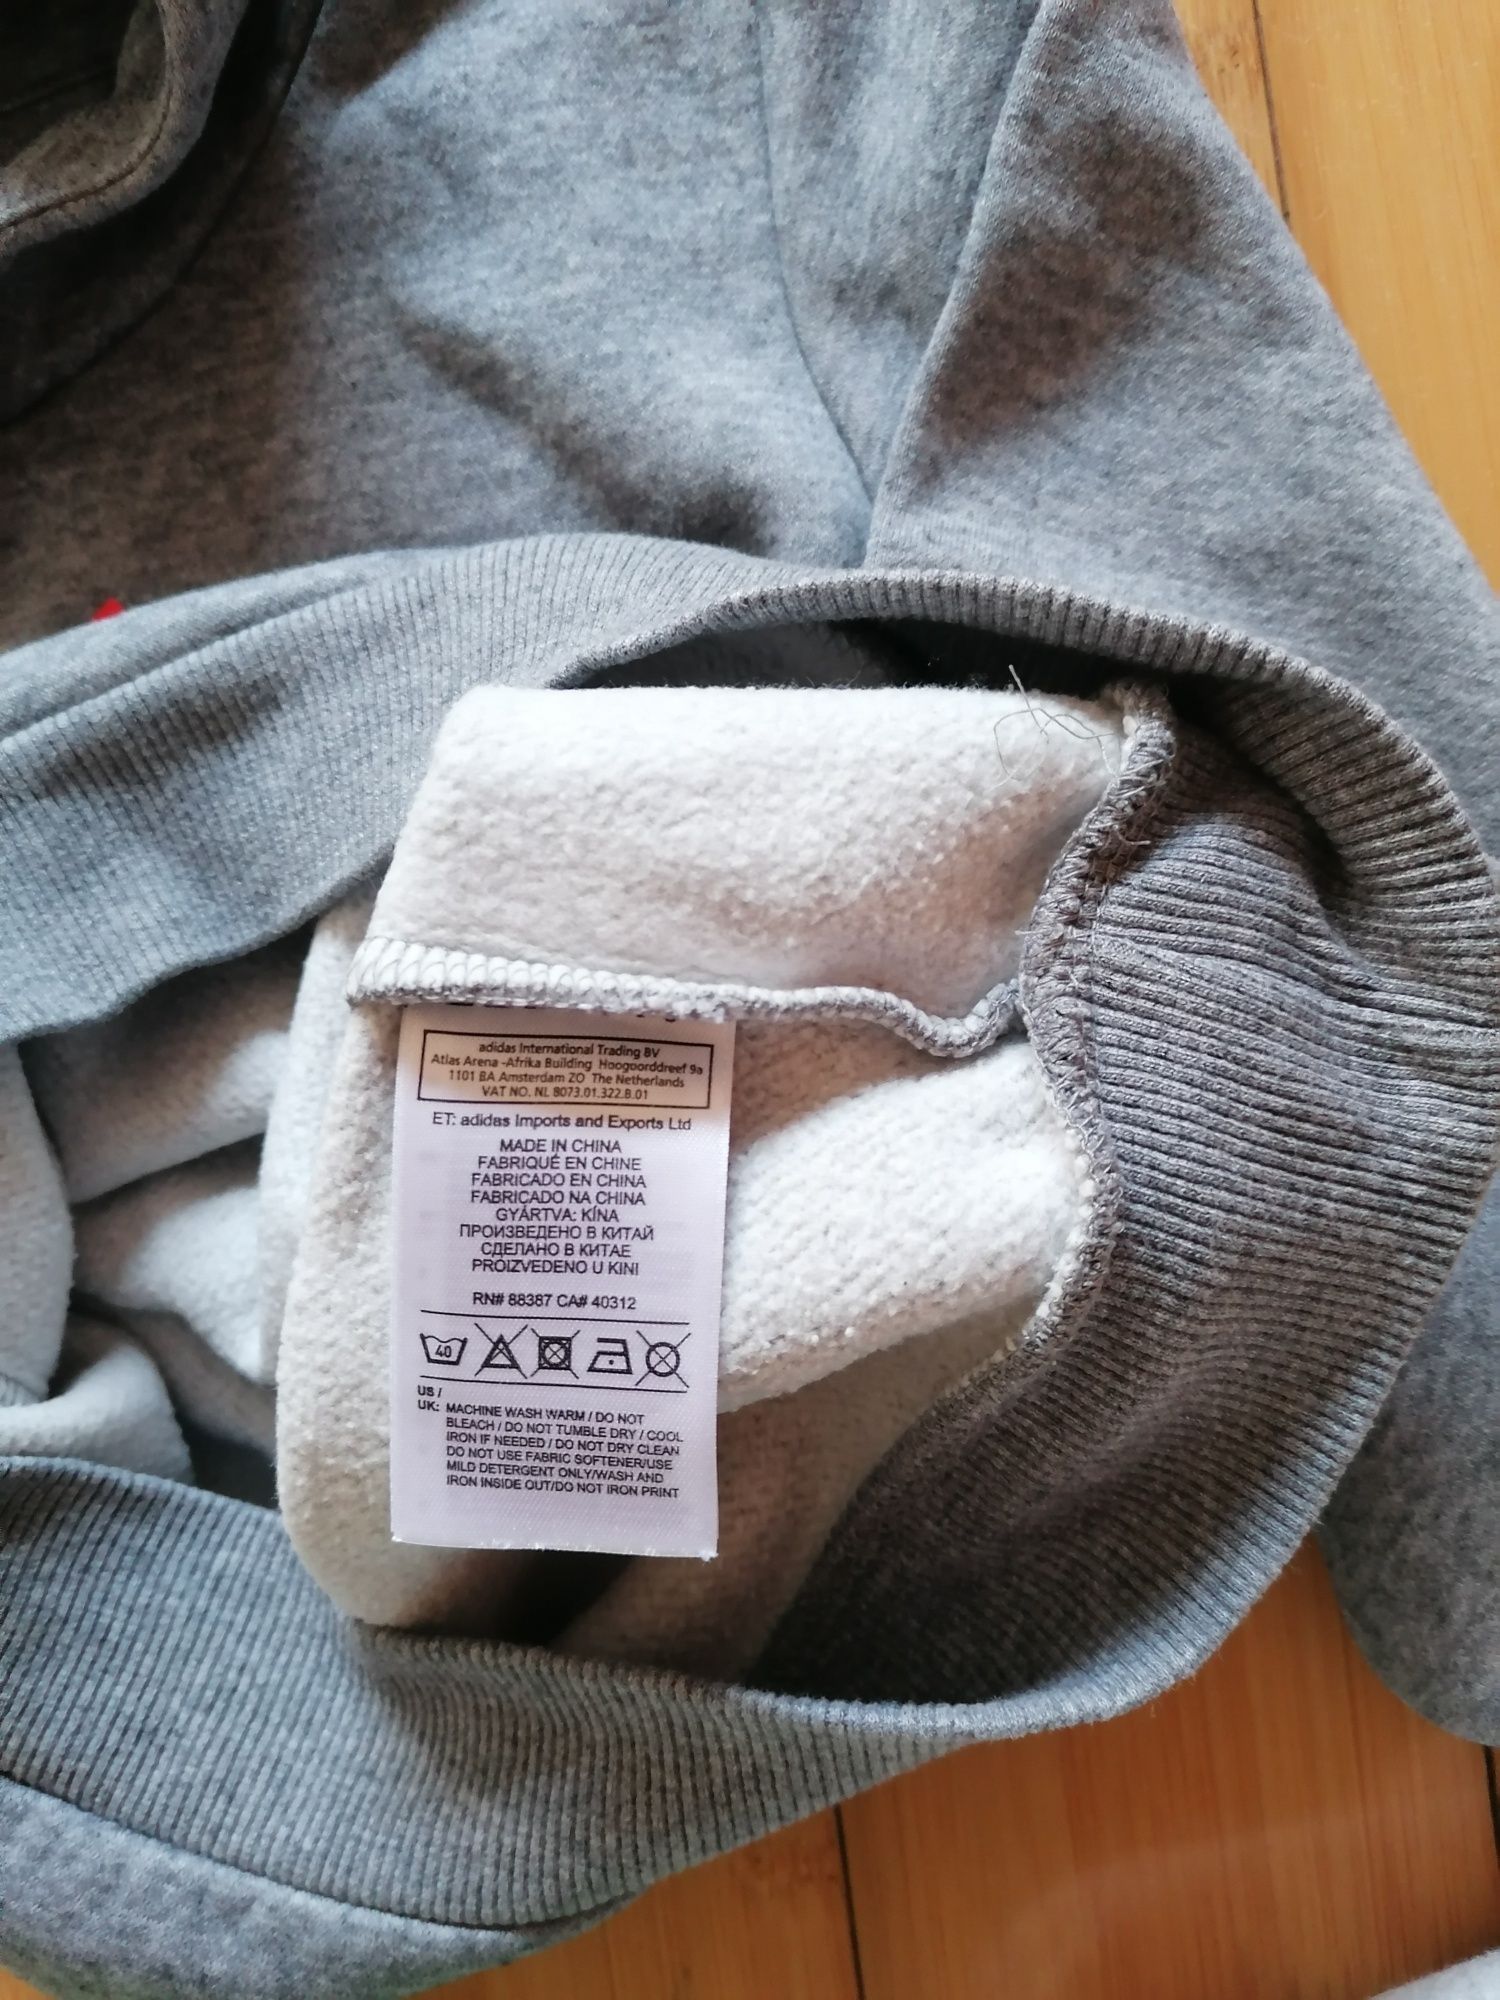 adidas International Trading BV
Atlas Arena -Afrika Building Hoogoorddreef 9a
1101 BA Amsterdam ZO The Netherlands
VAT NO. NL 8073.01.322.B.01
ET: adidas Imports and Exports Ltd
MADE IN CHINA
FABRIQUÉ EN CHINE
FABRICADO EN CHINA
FABRICADO NA CHINA
GYÁRTVA: KÍNA
ПРОИЗВЕДЕНО В КИТАЙ
СДЕЛАНО В КИТАЕ
PROIZVEDENO U KINI
RN# 88387 CA# 40312
40
US /
UK: MACHINE WASH WARM / DO NOT
BLEACH / DO NOT TUMBLE DRY / COOL
IRON IF NEEDED / DO NOT DRY CLEAN
DO NOT USE FABRIC SOFTENER/USE
MILD DETERGENT ONLY/WASH AND
IRON INSIDE OUT/DO NOT IRON PRINT